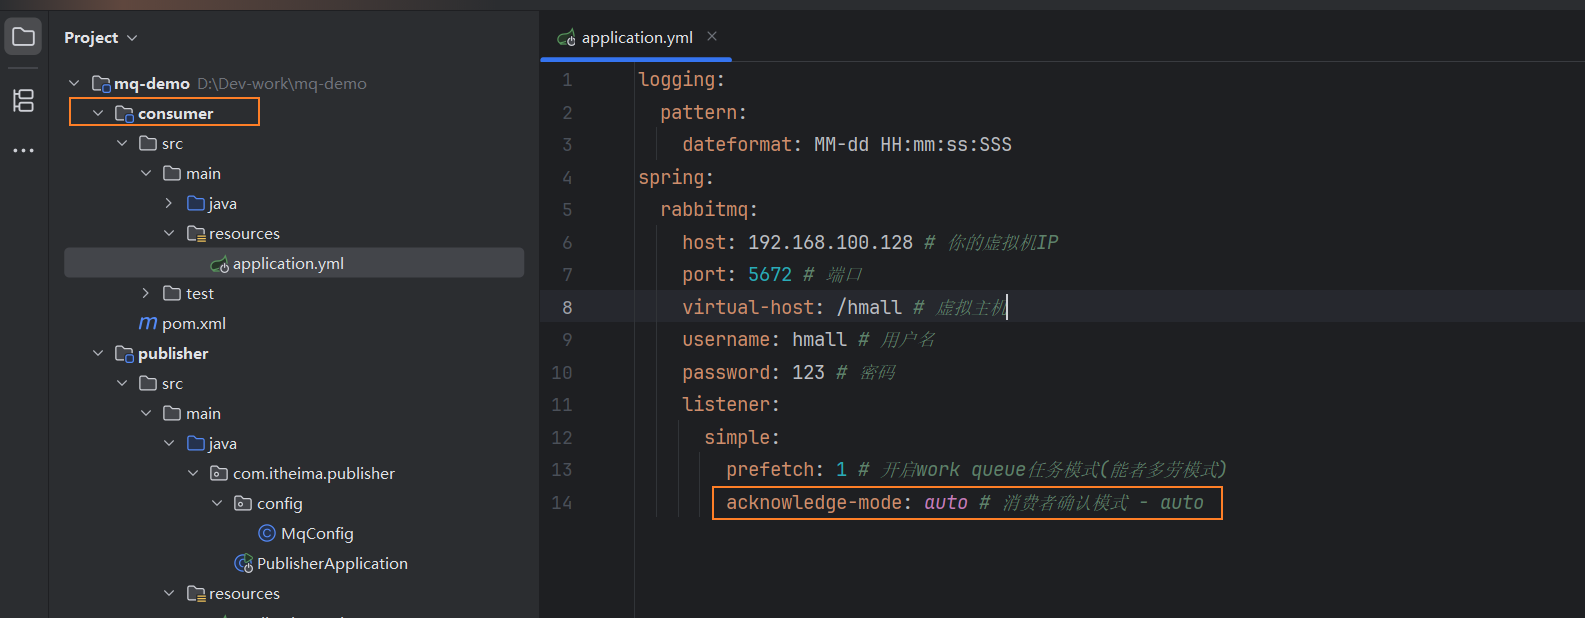 Project
mq-demo D:\Dev-work\mq-demo
consumer
src
main
java
resources
application.yml
test
pom.xml
publisher
src
main
java
com.itheima.publisher
config
MqConfig
PublisherApplication
resources
application.yml
1 logging:
2 pattern:
3 dateformat: MM-dd HH:mm:ss:SSS
4 spring:
5 rabbitmq:
6 host: 192.168.100.128 # 你的虚拟机IP
7 port: 5672 # 端口
8 virtual-host: /hmall # 虚拟主机
9 username: hmall # 用户名
10 password: 123 # 密码
11 listener:
12 simple:
13 prefetch: 1 # 开启work queue任务模式(能者多劳模式)
14 acknowledge-mode: auto # 消费者确认模式 - auto